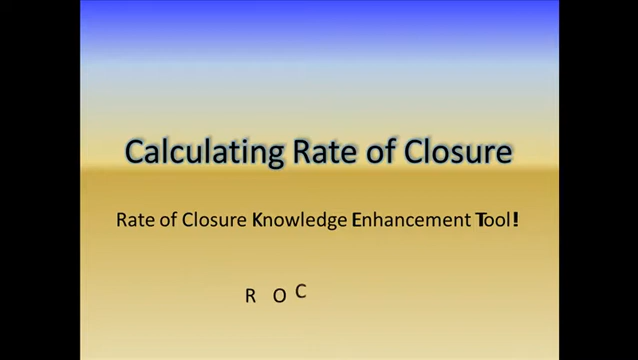 Calculating Rate of Closure
Rate of Closure Knowledge Enhancement Tool!
R O C